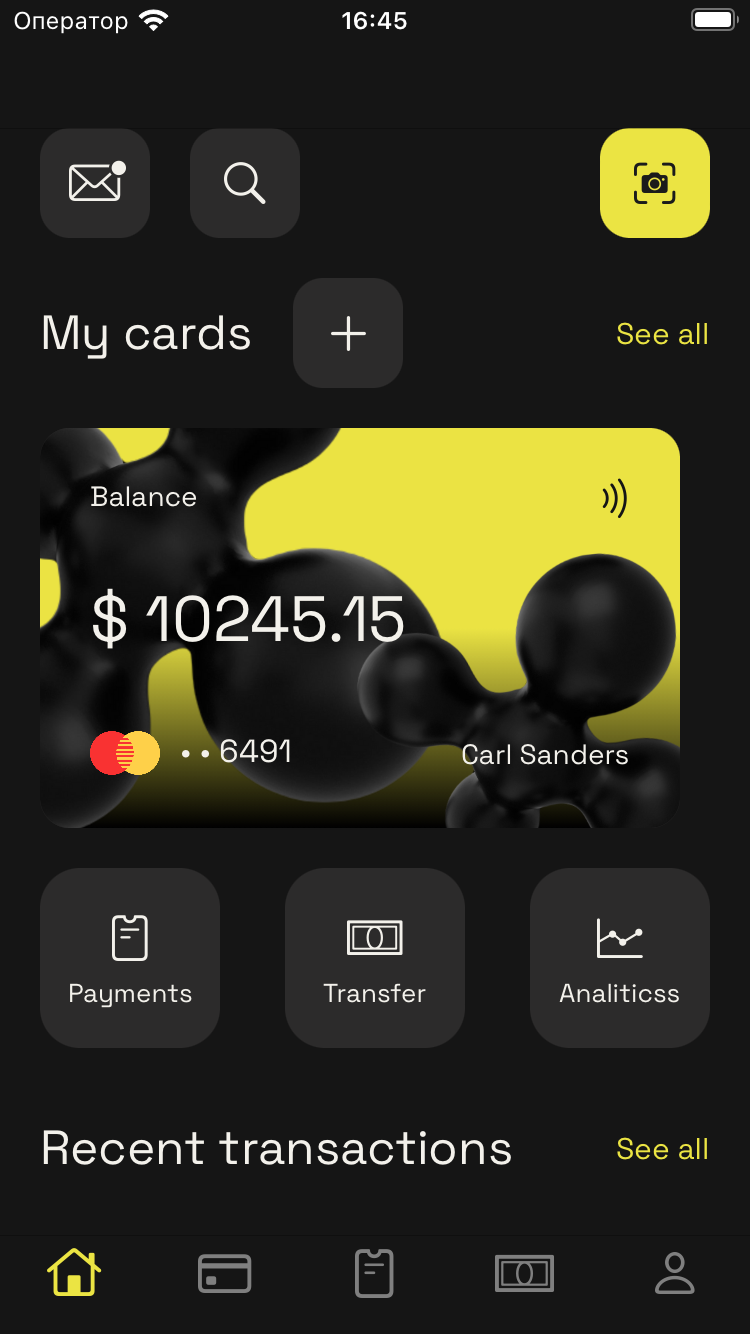 Оператор 16:45
My cards See all
Balance
$ 10245.15
•• 6491 Carl Sanders
Payments Transfer Analiticss
Recent transactions See all